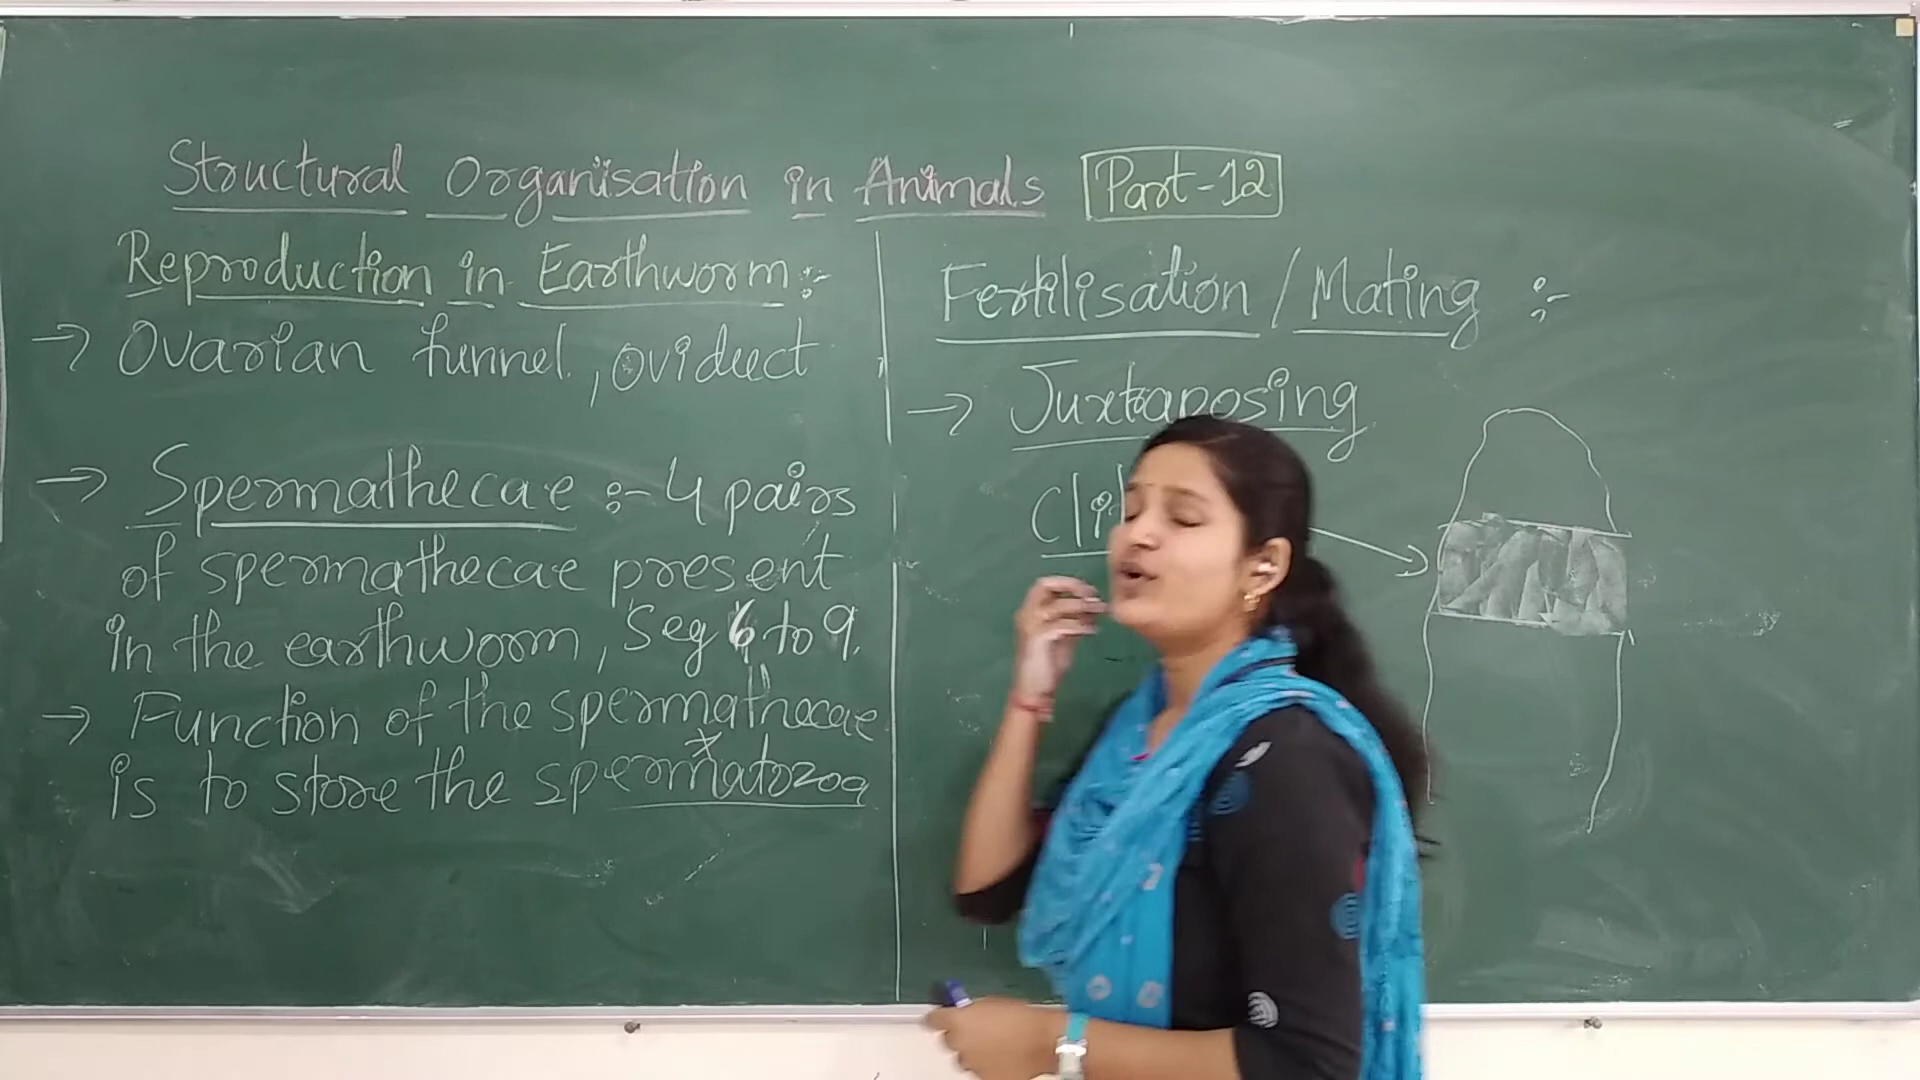 Structural Organisation in Animals Part-12
Reproduction in Earthworm :-
→ Ovarian funnel, oviduct
→ Spermathecae :- 4 pairs
of spermathecae present
in the earthworm, Seg 6 to 9.
→ Function of the spermathecae
is to store the spermatozoa
Fertilisation / Mating :-
→ Juxtaposing